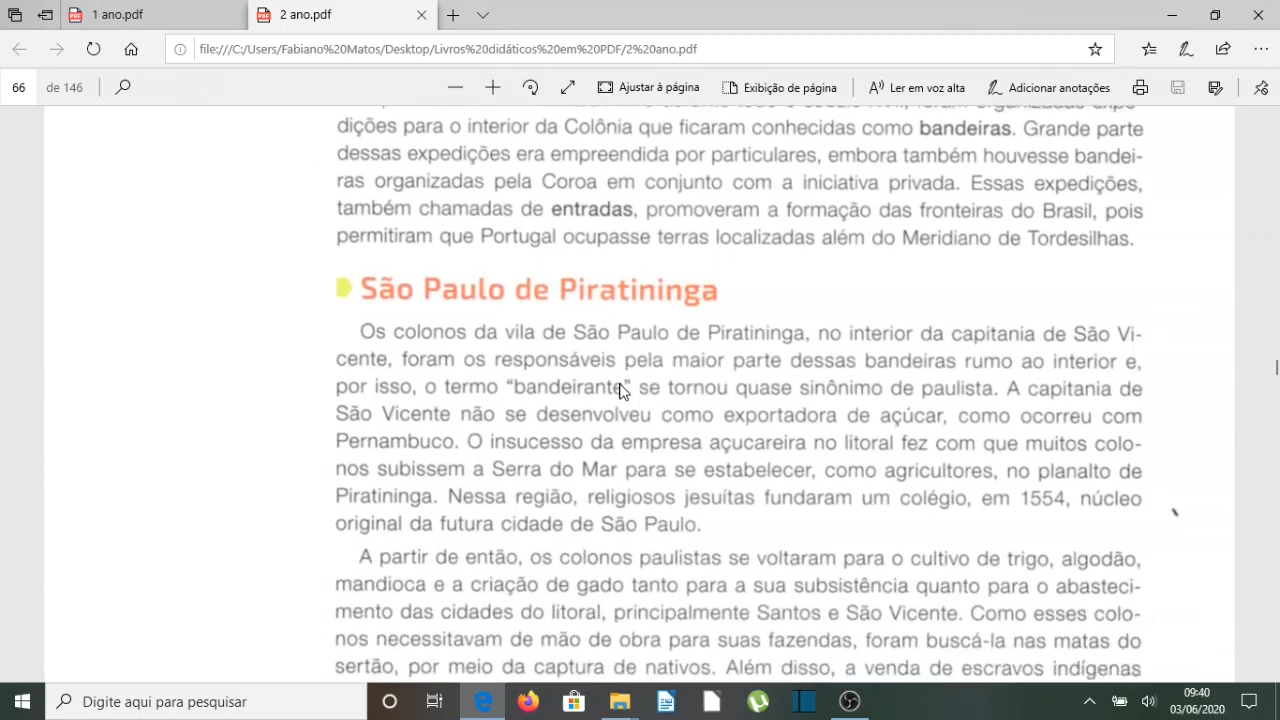 1 ano.pdf
2 ano.pdf
file:///C:/Users/Fabiano%20Matos/Desktop/Livros%20didáticos%20em%20PDF/2%20ano.pdf
66 de 146
Ajustar à página
Exibição de página
Ler em voz alta
Adicionar anotações
dições para o interior da Colônia que ficaram conhecidas como bandeiras. Grande parte
dessas expedições era empreendida por particulares, embora também houvesse bandei-
ras organizadas pela Coroa em conjunto com a iniciativa privada. Essas expedições,
também chamadas de entradas, promoveram a formação das fronteiras do Brasil, pois
permitiram que Portugal ocupasse terras localizadas além do Meridiano de Tordesilhas.
São Paulo de Piratininga
Os colonos da vila de São Paulo de Piratininga, no interior da capitania de São Vi-
cente, foram os responsáveis pela maior parte dessas bandeiras rumo ao interior e,
por isso, o termo “bandeirante” se tornou quase sinônimo de paulista. A capitania de
São Vicente não se desenvolveu como exportadora de açúcar, como ocorreu com
Pernambuco. O insucesso da empresa açucareira no litoral fez com que muitos colo-
nos subissem a Serra do Mar para se estabelecer, como agricultores, no planalto de
Piratininga. Nessa região, religiosos jesuítas fundaram um colégio, em 1554, núcleo
original da futura cidade de São Paulo.
A partir de então, os colonos paulistas se voltaram para o cultivo de trigo, algodão,
mandioca e a criação de gado tanto para a sua subsistência quanto para o abasteci-
mento das cidades do litoral, principalmente Santos e São Vicente. Como esses colo-
nos necessitavam de mão de obra para suas fazendas, foram buscá-la nas matas do
sertão, por meio da captura de nativos. Além disso, a venda de escravos indígenas
Digite aqui para pesquisar
09:40
03/06/2020